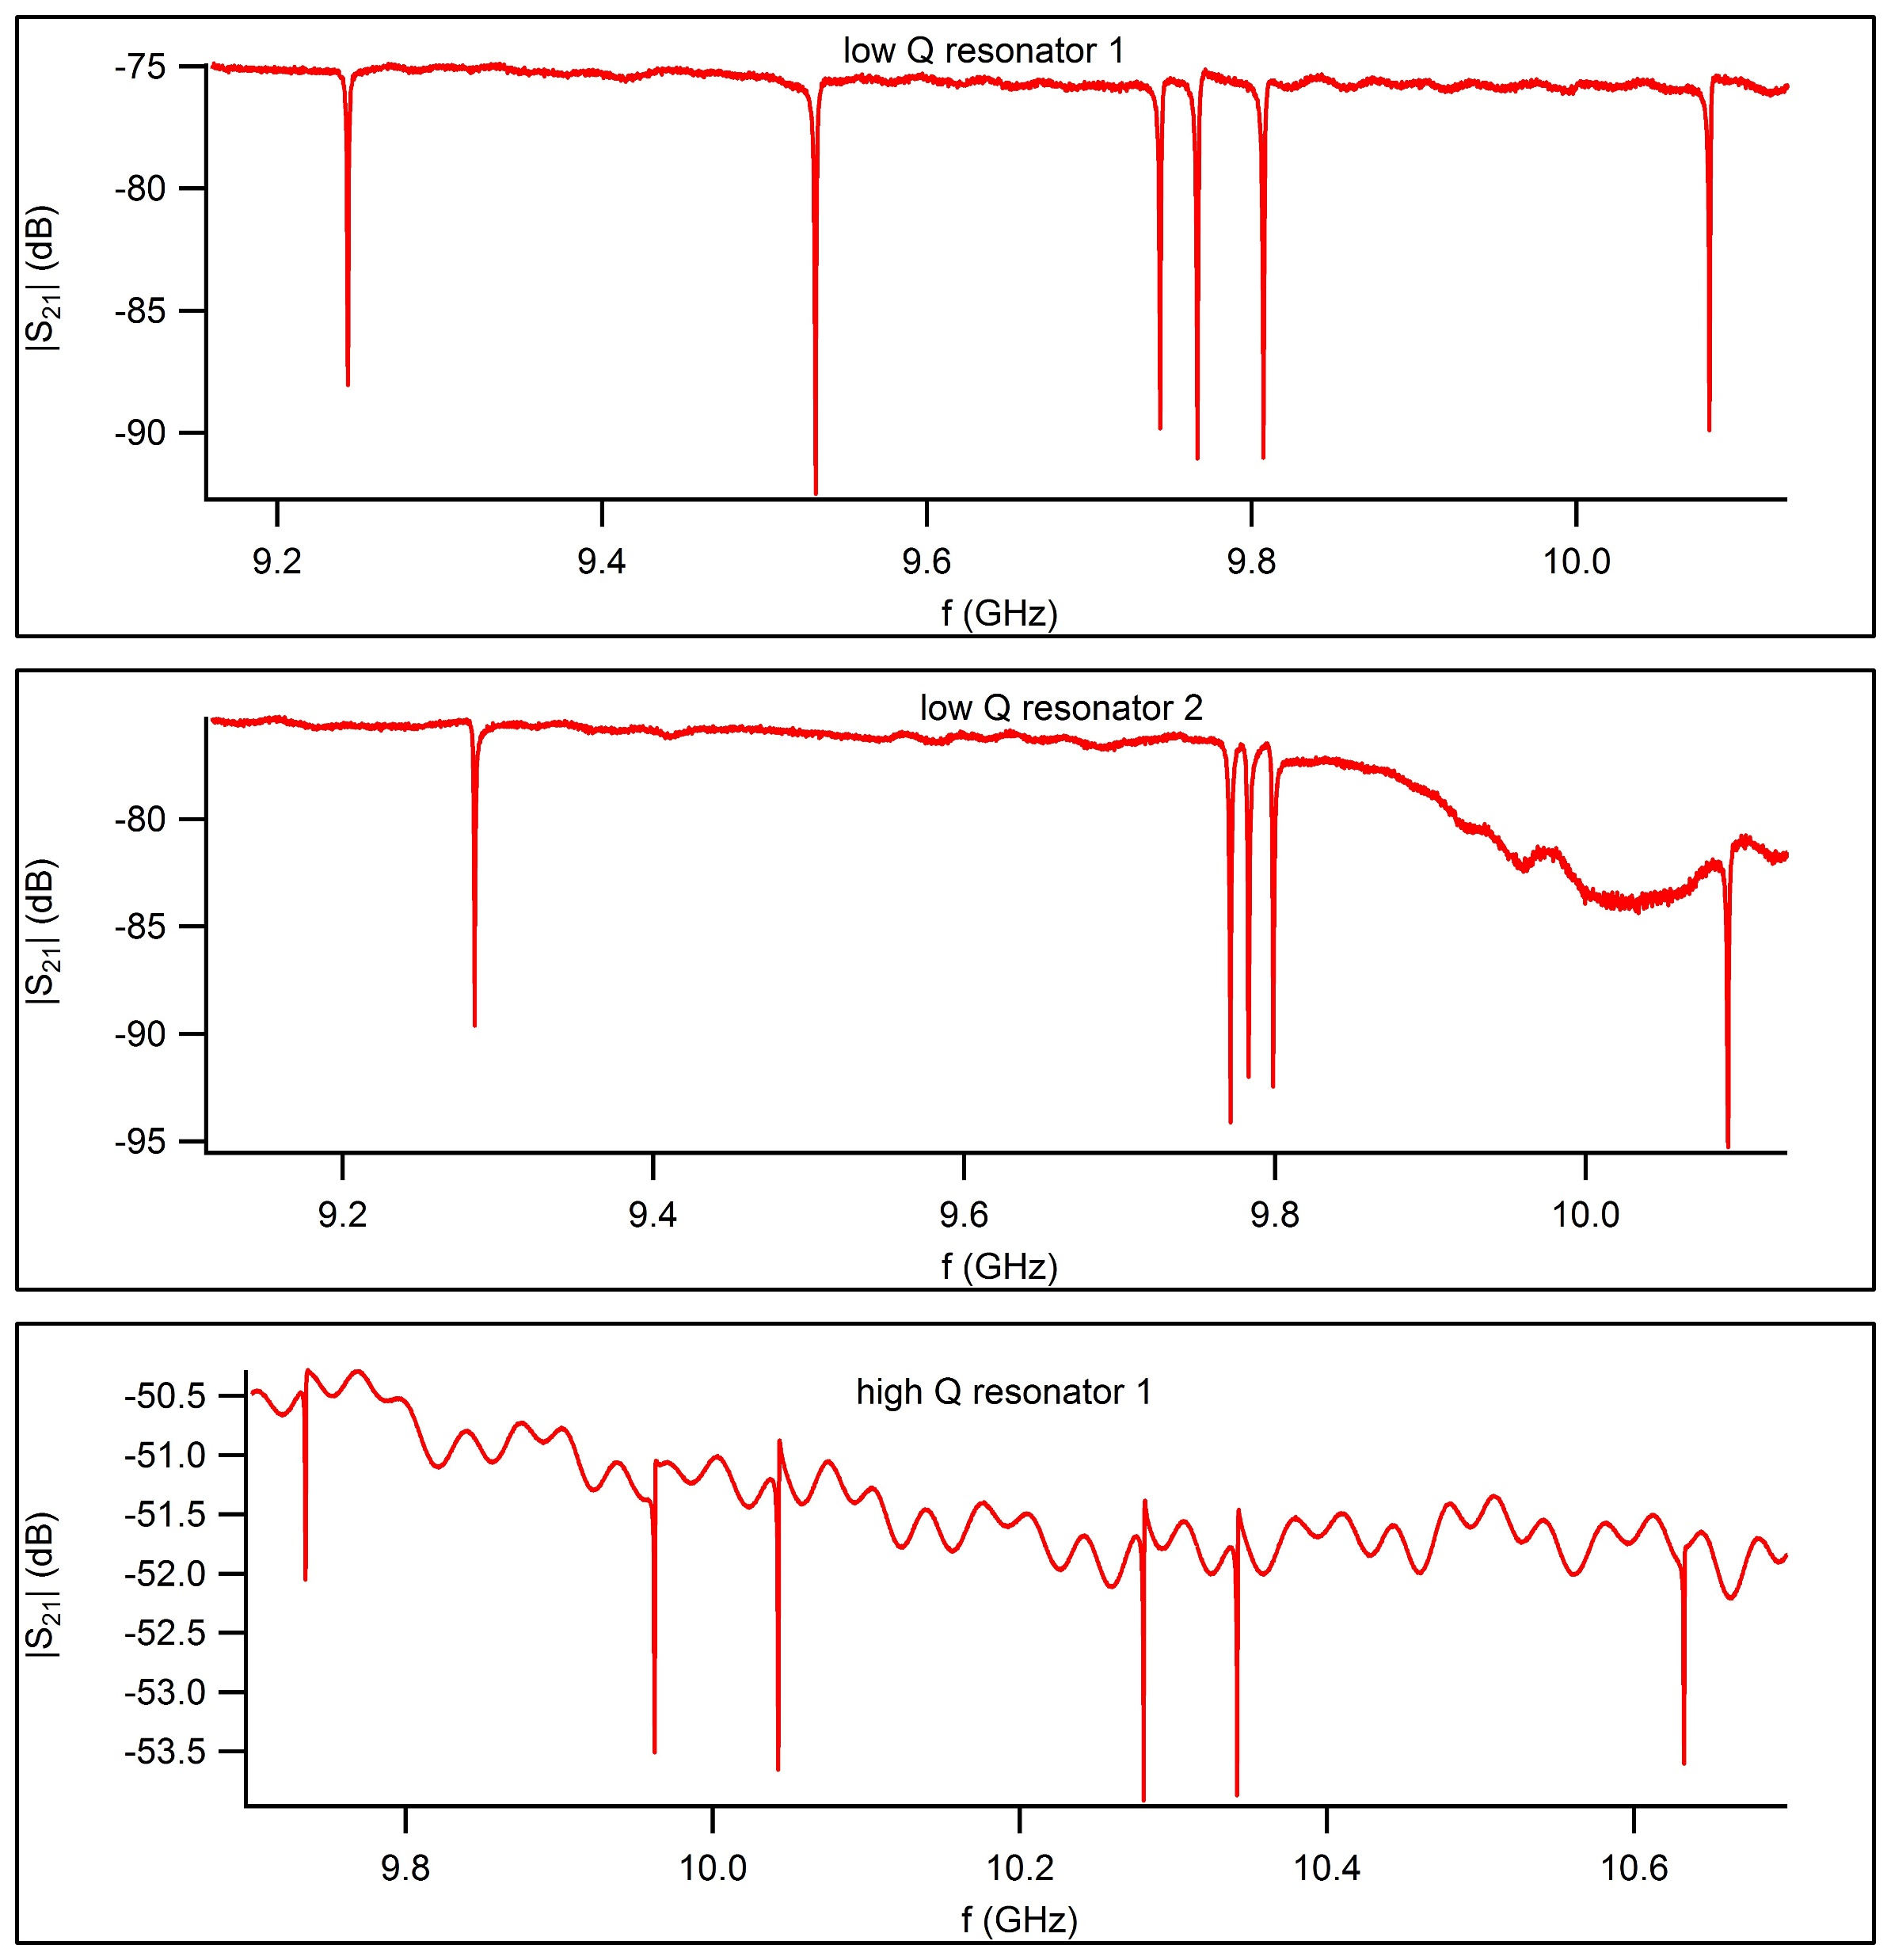 low Q resonator 1
-75
-80
-85
-90
|S21| (dB)
9.2 9.4 9.6 9.8 10.0
f (GHz)
low Q resonator 2
-80
-85
-90
-95
|S21| (dB)
9.2 9.4 9.6 9.8 10.0
f (GHz)
high Q resonator 1
-50.5
-51.0
-51.5
-52.0
-52.5
-53.0
-53.5
|S21| (dB)
9.8 10.0 10.2 10.4 10.6
f (GHz)